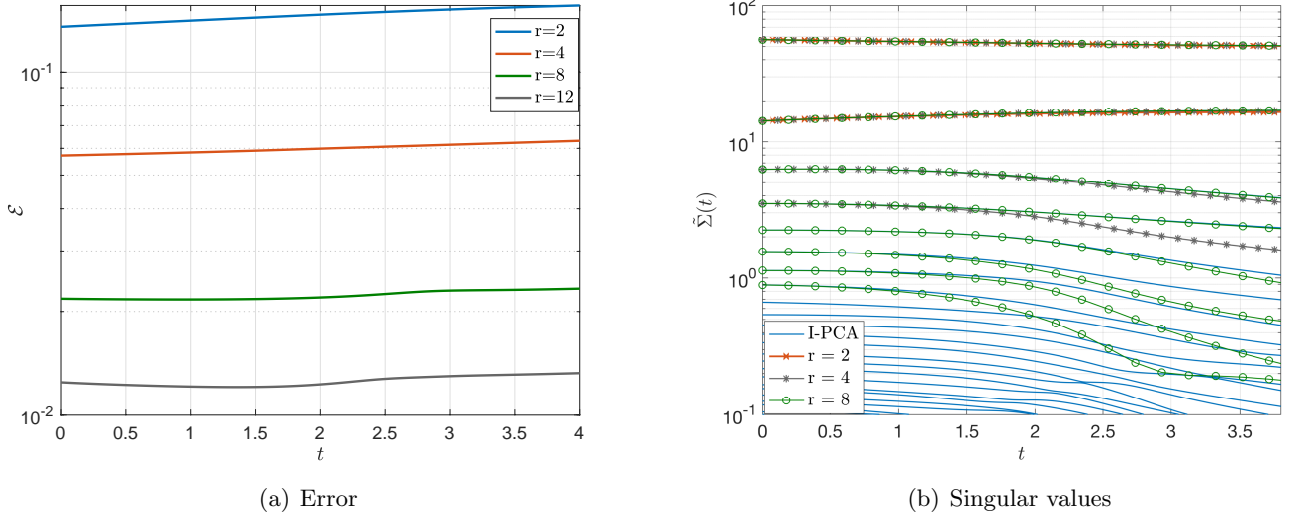 r=2
r=4
r=8
r=12
10^{-1}
10^{-2}
ℰ
0 0.5 1 1.5 2 2.5 3 3.5 4
t
(a) Error
10^2
10^1
10^0
10^{-1}
Σ̃(t)
I-PCA
r = 2
r = 4
r = 8
0 0.5 1 1.5 2 2.5 3 3.5
t
(b) Singular values